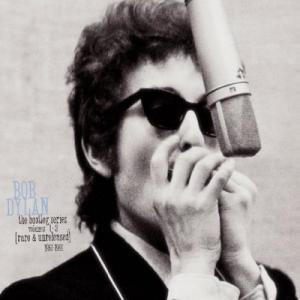 BOB
DYLAN
the bootleg series
volumes 1-3
[rare & unreleased]
1961-1991